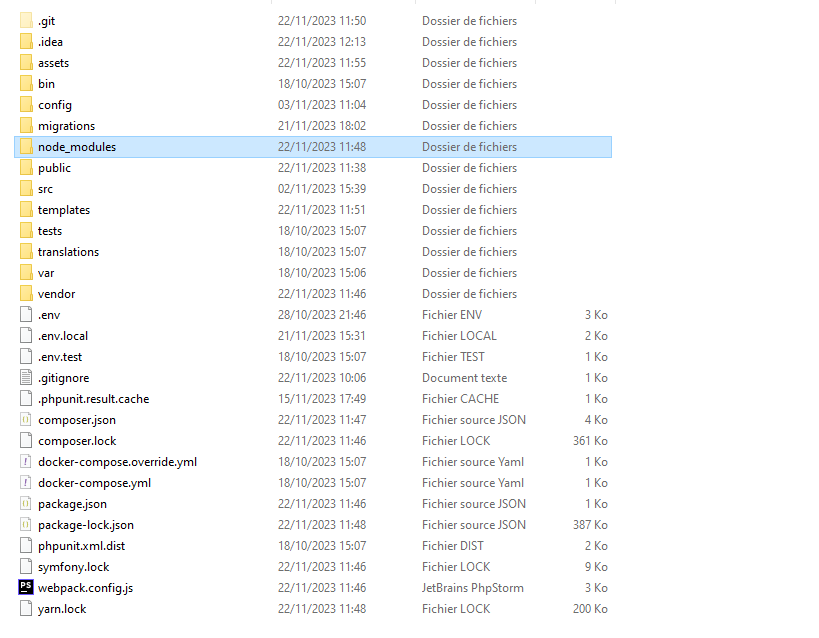 .git 22/11/2023 11:50 Dossier de fichiers
.idea 22/11/2023 12:13 Dossier de fichiers
assets 22/11/2023 11:55 Dossier de fichiers
bin 18/10/2023 15:07 Dossier de fichiers
config 03/11/2023 11:04 Dossier de fichiers
migrations 21/11/2023 18:02 Dossier de fichiers
node_modules 22/11/2023 11:48 Dossier de fichiers
public 22/11/2023 11:38 Dossier de fichiers
src 02/11/2023 15:39 Dossier de fichiers
templates 22/11/2023 11:51 Dossier de fichiers
tests 18/10/2023 15:07 Dossier de fichiers
translations 18/10/2023 15:07 Dossier de fichiers
var 18/10/2023 15:06 Dossier de fichiers
vendor 22/11/2023 11:46 Dossier de fichiers
.env 28/10/2023 21:46 Fichier ENV 3 Ko
.env.local 21/11/2023 15:31 Fichier LOCAL 2 Ko
.env.test 18/10/2023 15:07 Fichier TEST 1 Ko
.gitignore 22/11/2023 10:06 Document texte 1 Ko
.phpunit.result.cache 15/11/2023 17:49 Fichier CACHE 1 Ko
composer.json 22/11/2023 11:47 Fichier source JSON 4 Ko
composer.lock 22/11/2023 11:46 Fichier LOCK 361 Ko
docker-compose.override.yml 18/10/2023 15:07 Fichier source Yaml 1 Ko
docker-compose.yml 18/10/2023 15:07 Fichier source Yaml 1 Ko
package.json 22/11/2023 11:46 Fichier source JSON 1 Ko
package-lock.json 22/11/2023 11:48 Fichier source JSON 387 Ko
phpunit.xml.dist 18/10/2023 15:07 Fichier DIST 2 Ko
symfony.lock 22/11/2023 11:46 Fichier LOCK 9 Ko
PS webpack.config.js 22/11/2023 11:46 JetBrains PhpStorm 3 Ko
yarn.lock 22/11/2023 11:48 Fichier LOCK 200 Ko